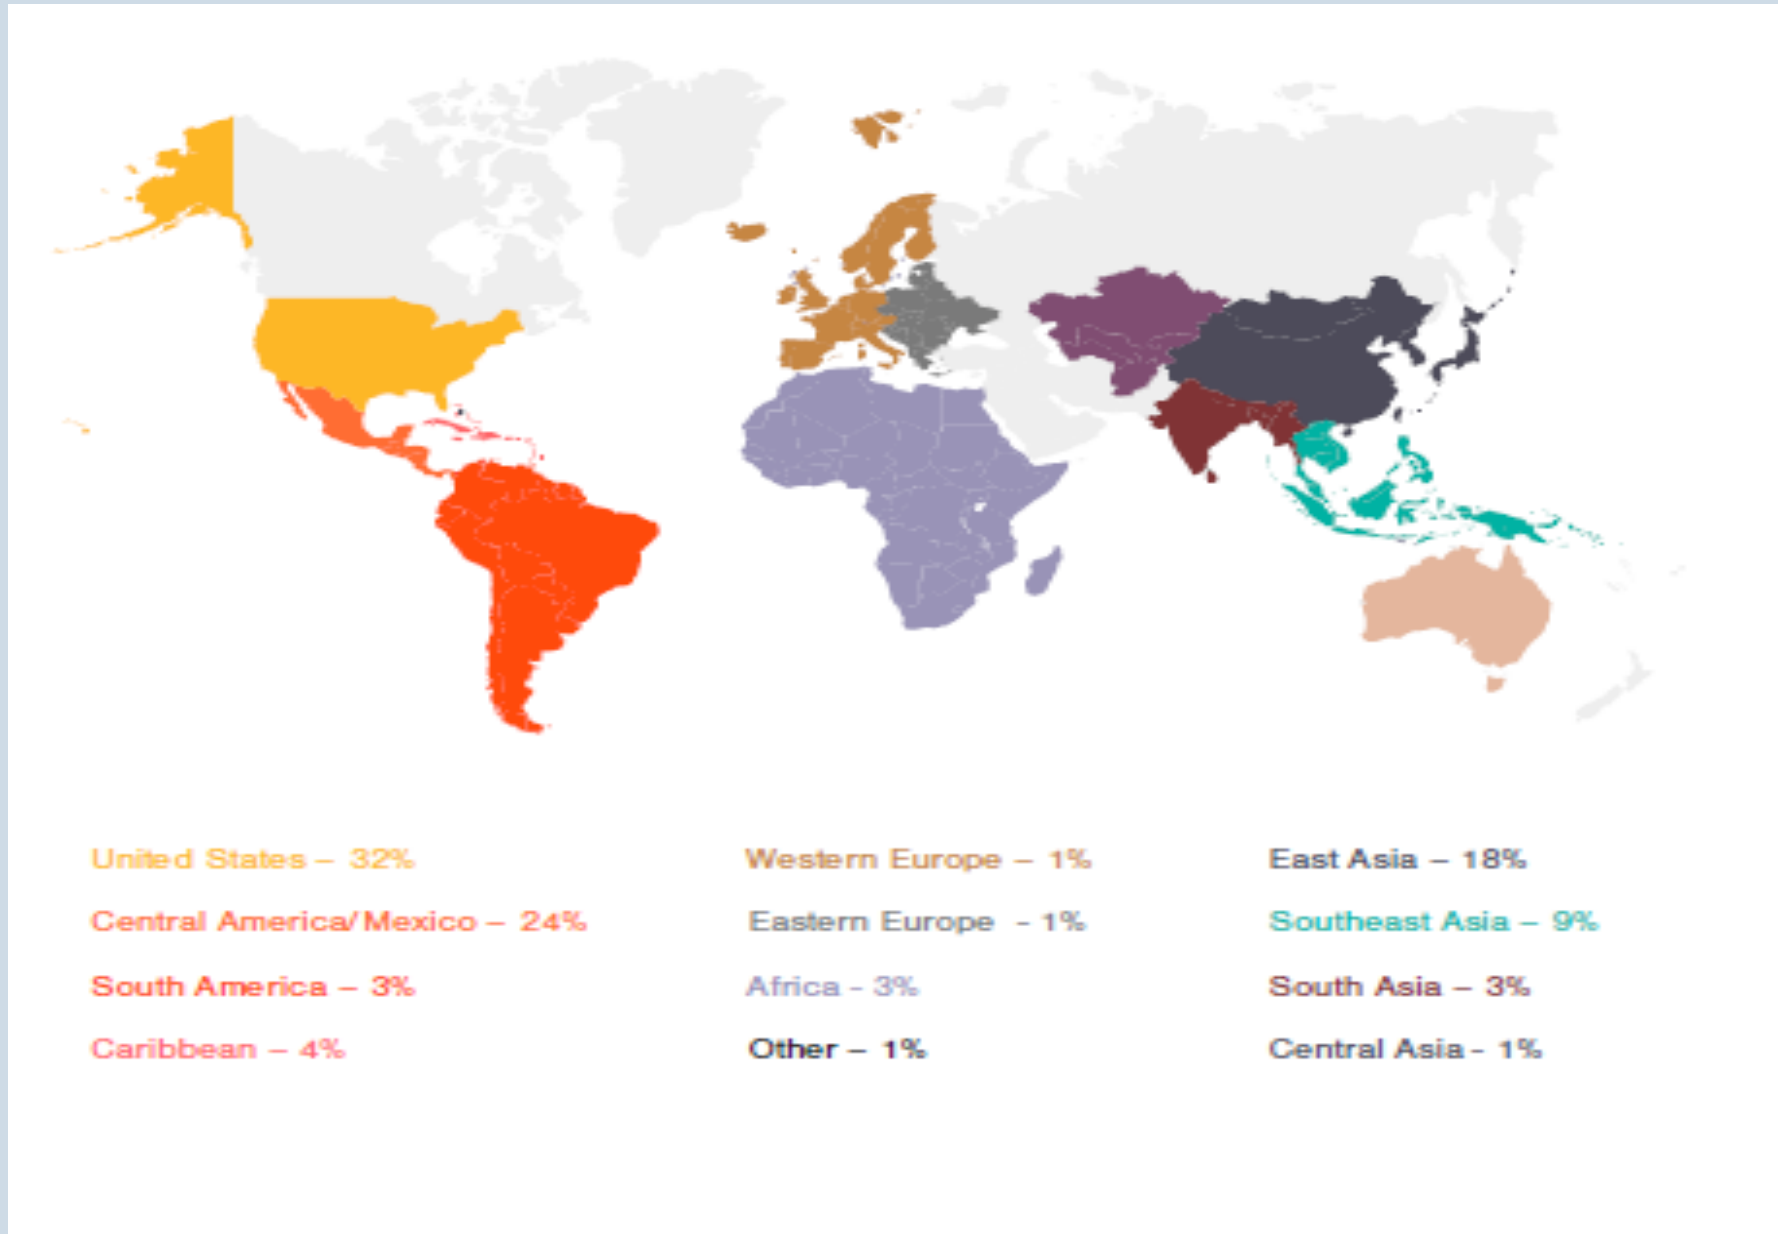 United States – 32%
Central America/Mexico – 24%
South America – 3%
Caribbean – 4%
Western Europe – 1%
Eastern Europe - 1%
Africa - 3%
Other – 1%
East Asia – 18%
Southeast Asia – 9%
South Asia – 3%
Central Asia - 1%